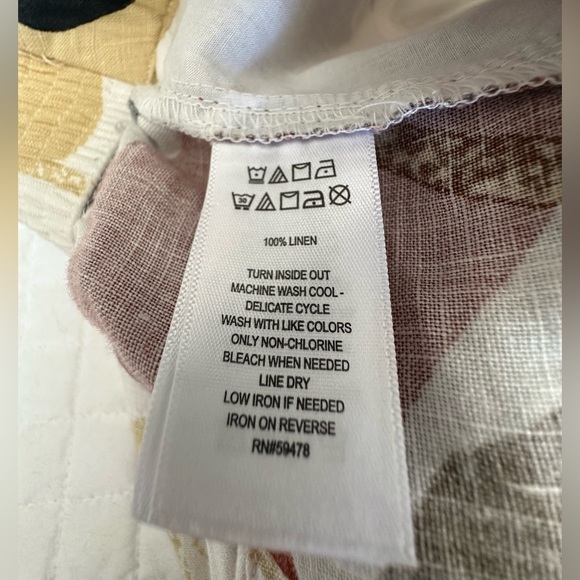 30
100% LINEN
TURN INSIDE OUT
MACHINE WASH COOL -
DELICATE CYCLE
WASH WITH LIKE COLORS
ONLY NON-CHLORINE
BLEACH WHEN NEEDED
LINE DRY
LOW IRON IF NEEDED
IRON ON REVERSE
RN#59478